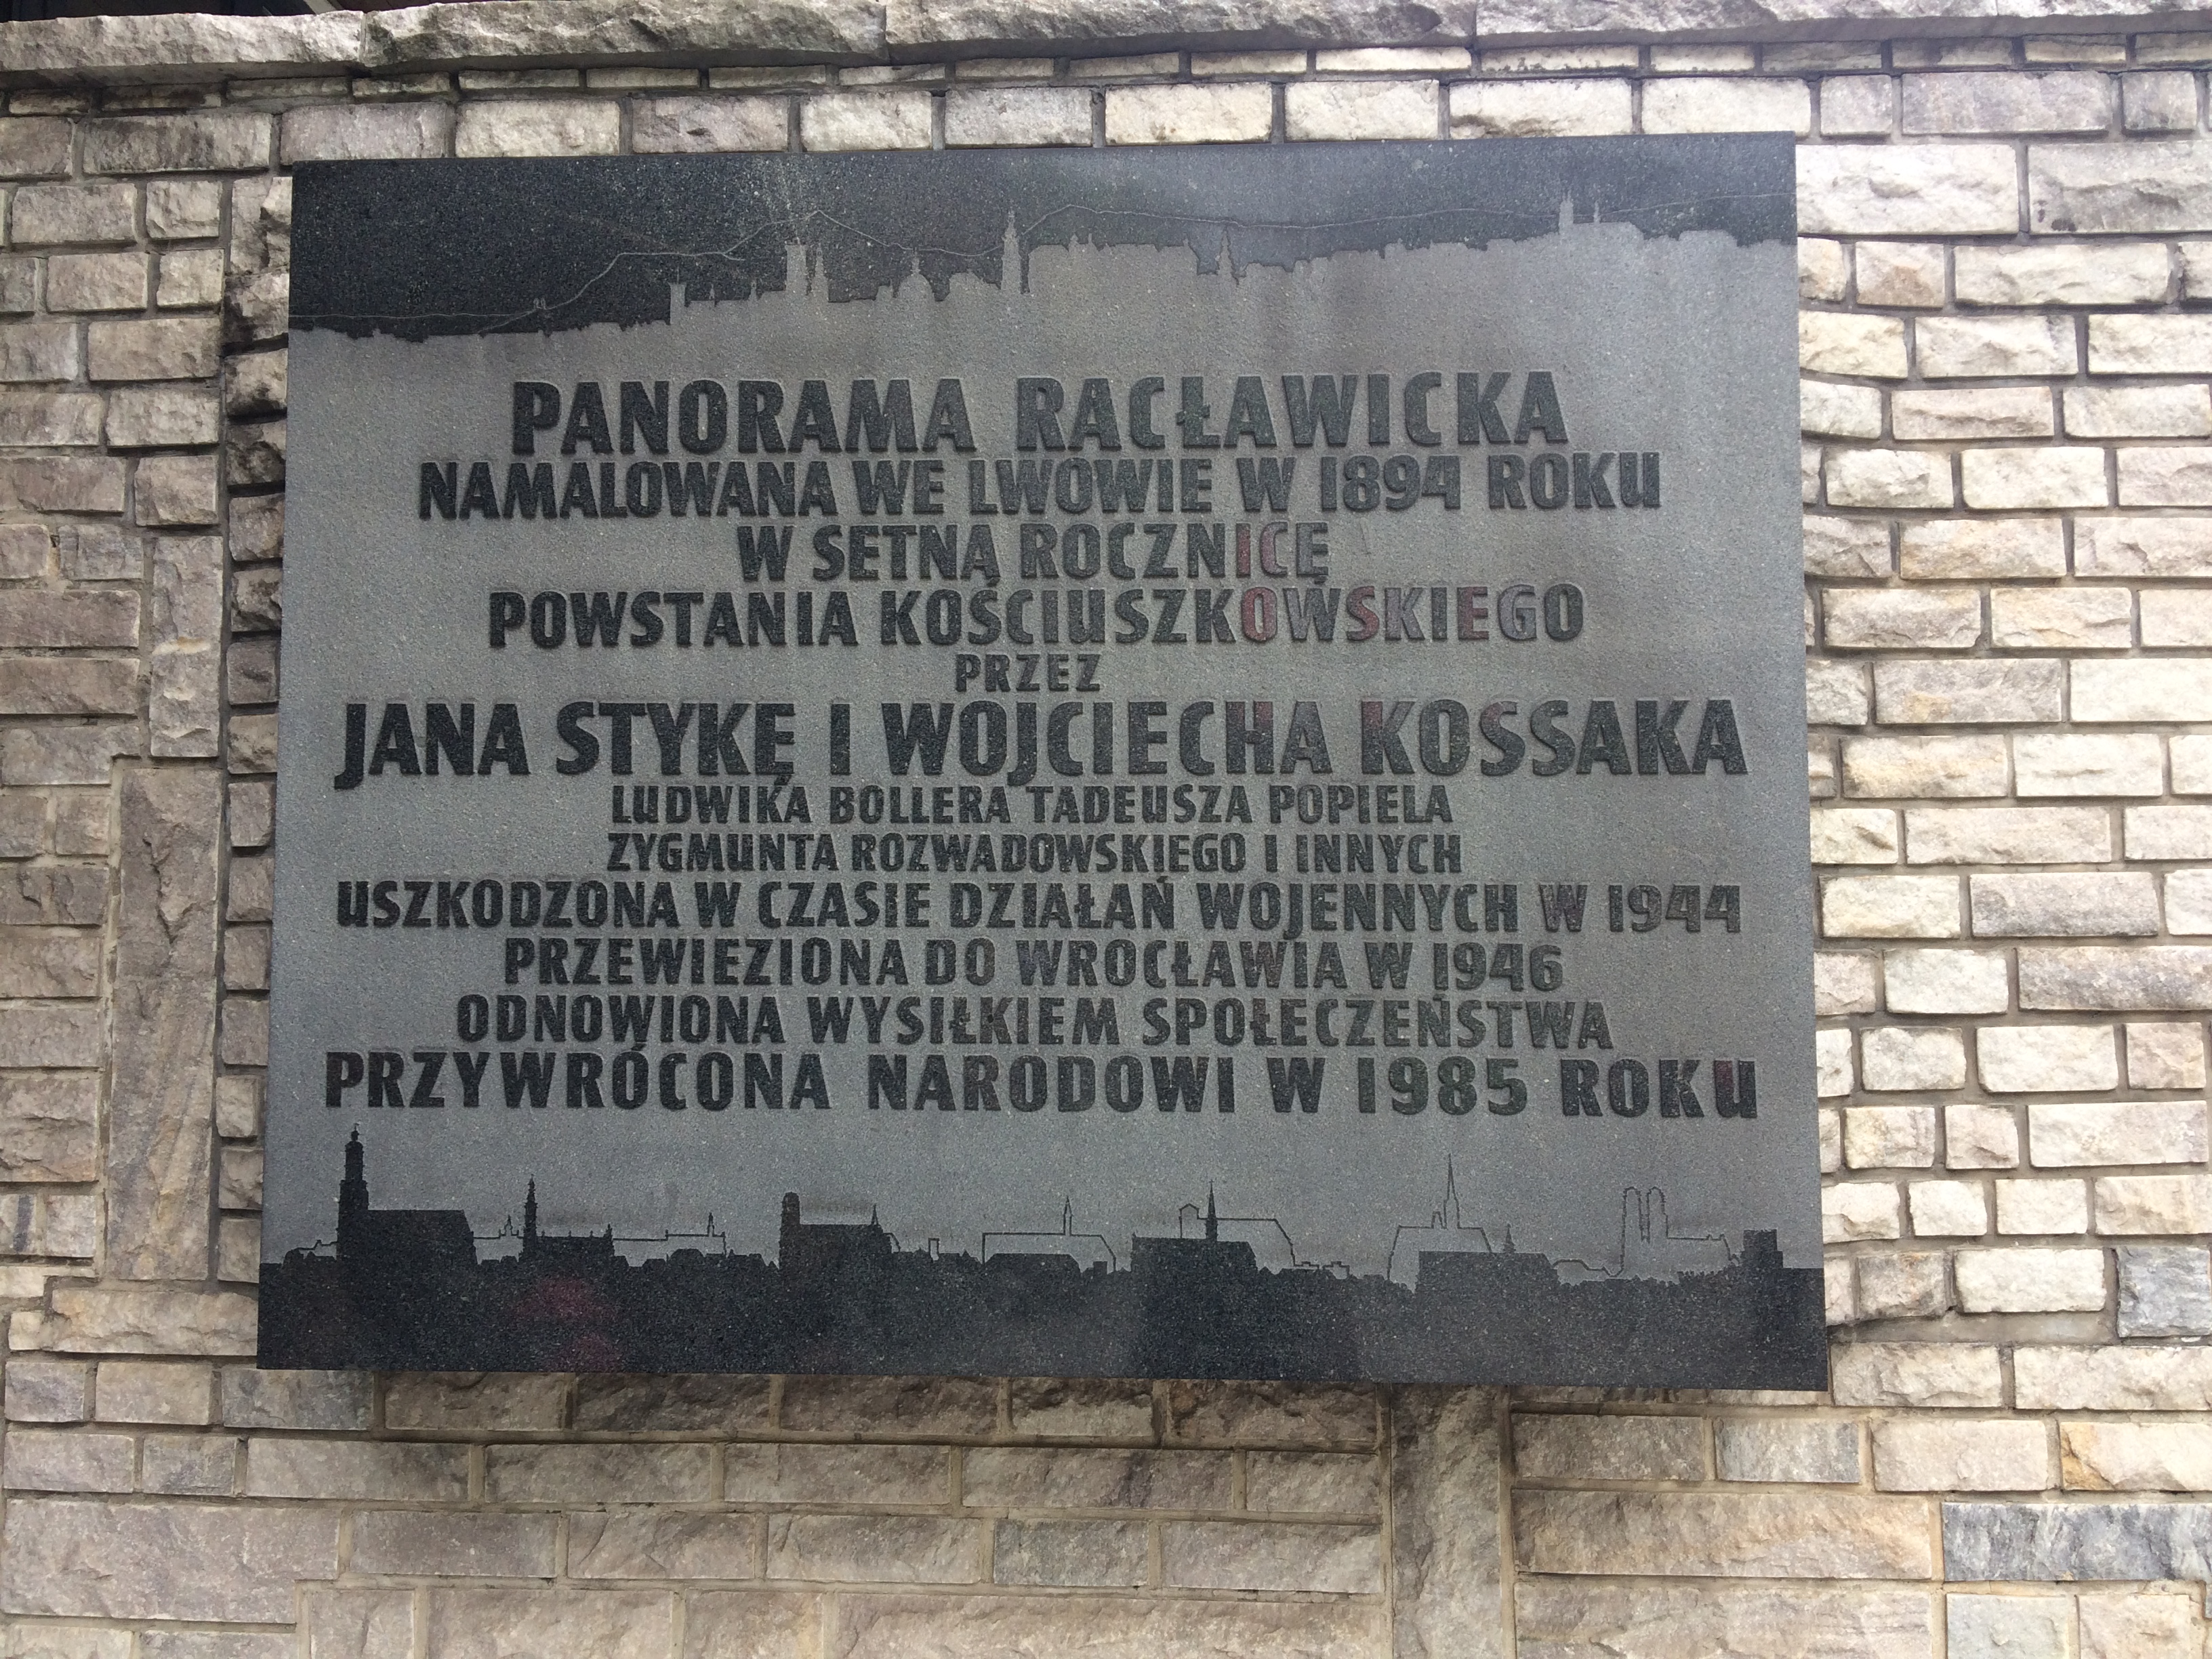 PANORAMA RACŁAWICKA
NAMALOWANA WE LWOWIE W 1894 ROKU
W SETNĄ ROCZNICĘ
POWSTANIA KOŚCIUSZKOWSKIEGO
PRZEZ
JANA STYKĘ I WOJCIECHA KOSSAKA
LUDWIKA BOLLERA TADEUSZA POPIELA
ZYGMUNTA ROZWADOWSKIEGO I INNYCH
USZKODZONA W CZASIE DZIAŁAŃ WOJENNYCH W 1944
PRZEWIEZIONA DO WROCŁAWIA W 1946
ODNOWIONA WYSIŁKIEM SPOŁECZEŃSTWA
PRZYWRÓCONA NARODOWI W 1985 ROKU